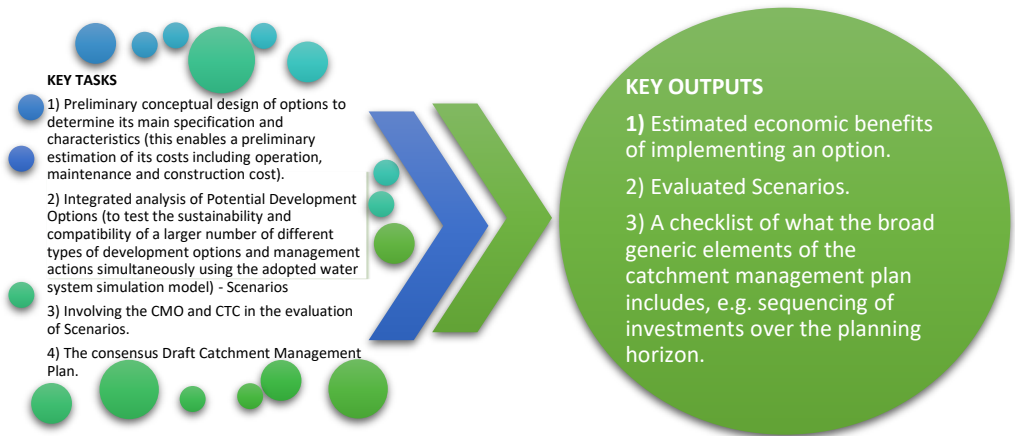 KEY TASKS
1) Preliminary conceptual design of options to
determine its main specification and
characteristics (this enables a preliminary
estimation of its costs including operation,
maintenance and construction cost).
2) Integrated analysis of Potential Development
Options (to test the sustainability and
compatibility of a larger number of different
types of development options and management
actions simultaneously using the adopted water
system simulation model) - Scenarios
3) Involving the CMO and CTC in the evaluation
of Scenarios.
4) The consensus Draft Catchment Management
Plan.
KEY OUTPUTS
1) Estimated economic benefits
of implementing an option.
2) Evaluated Scenarios.
3) A checklist of what the broad
generic elements of the
catchment management plan
includes, e.g. sequencing of
investments over the planning
horizon.